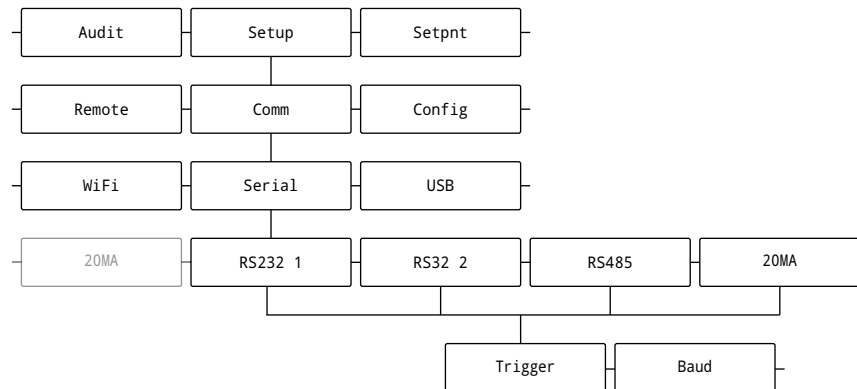 Audit Setup Setpnt
Remote Comm Config
WiFi Serial USB
20MA RS232 1 RS32 2 RS485 20MA
Trigger Baud